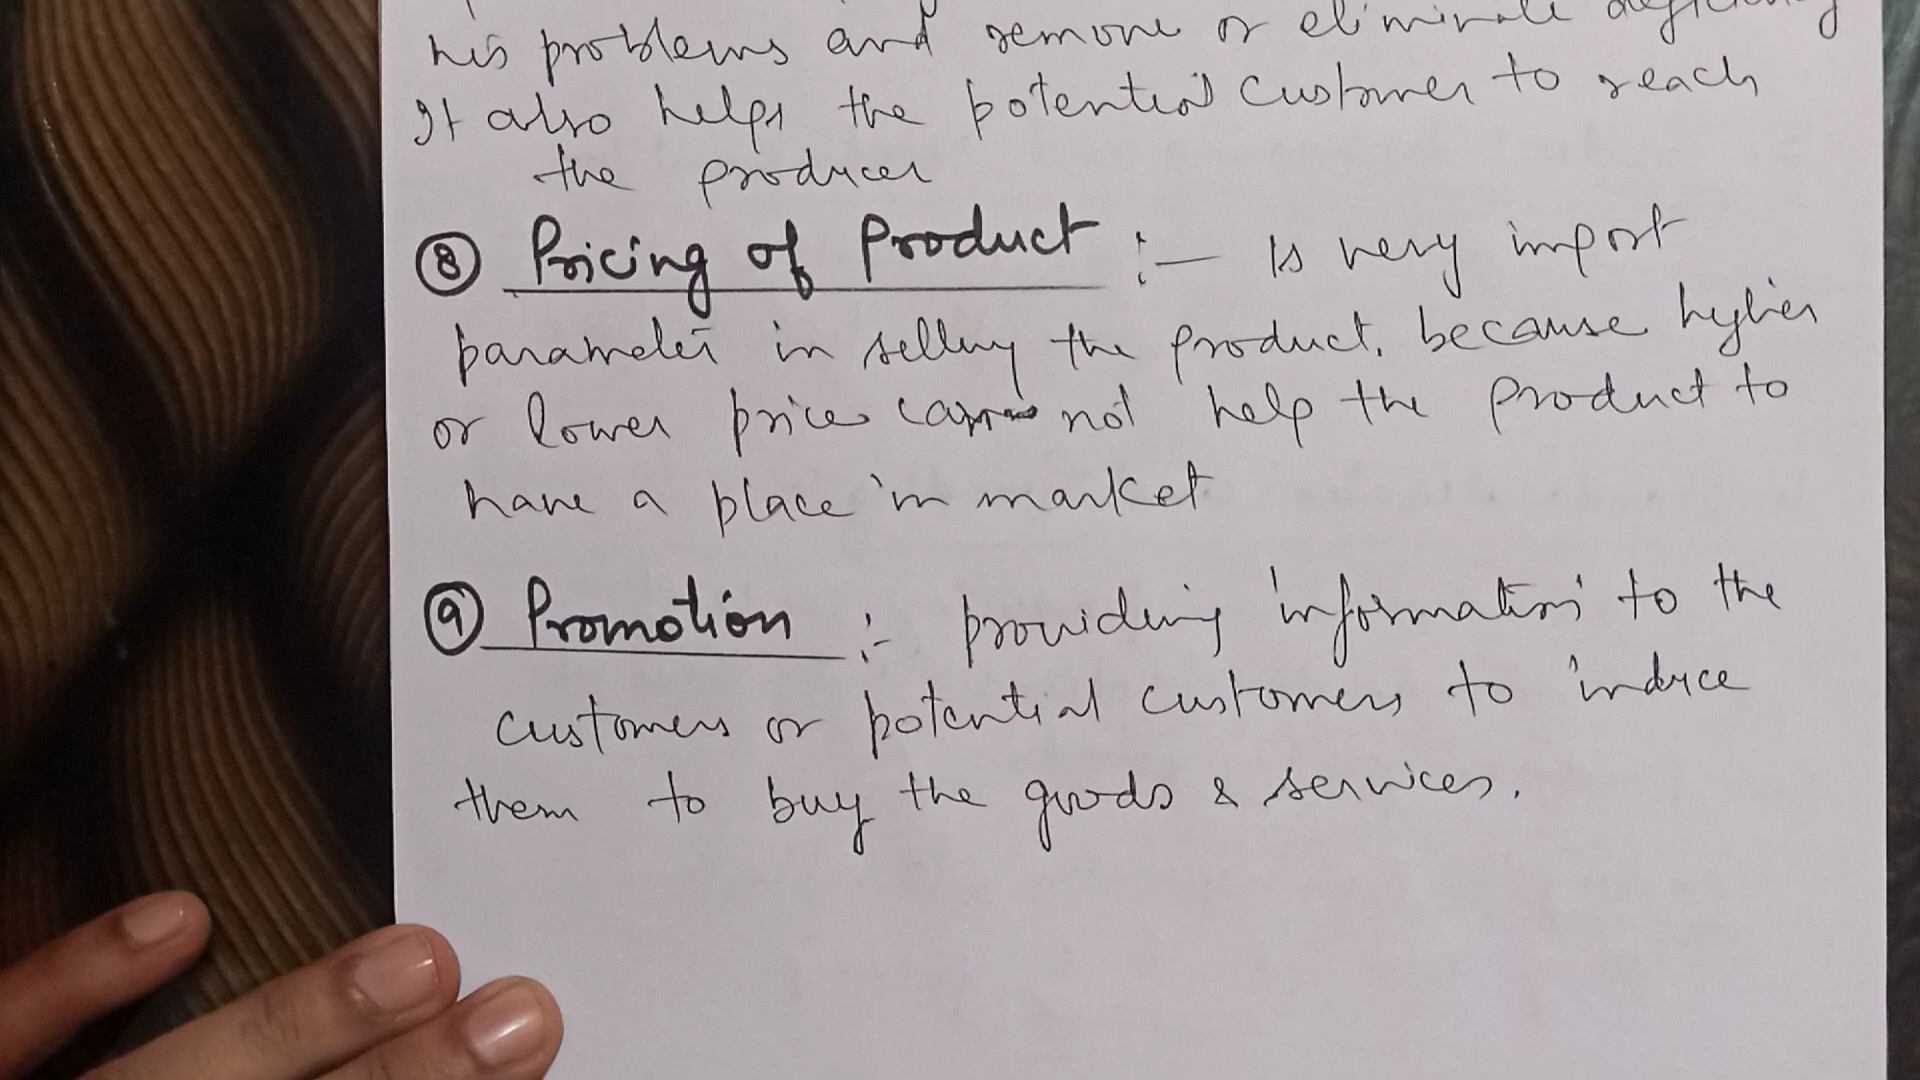 his problems and remove or eliminate deficiency
It also helps the potential customer to reach
the producer
⑧ Pricing of Product :- Is very import
parameter in selling the product. because higher
or lower price can not help the product to
have a place in market
⑨ Promotion :- providing information to the
customers or potential customers to induce
them to buy the goods & services.